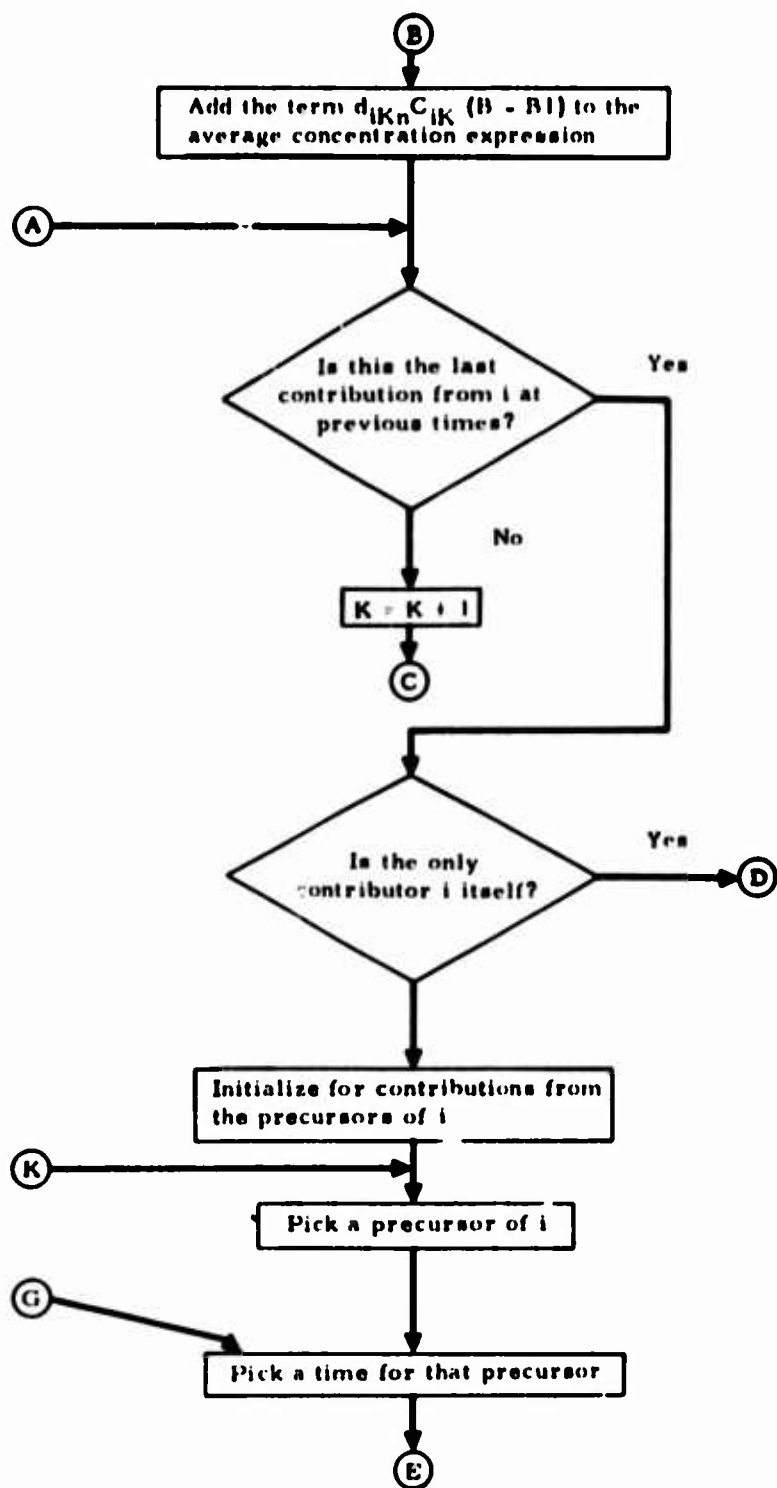 B
Add the term d_iKn C_iK (B - B1) to the
average concentration expression
A
Is this the last
contribution from i at
previous times?
Yes
No
K = K + 1
C
Is the only
contributor i itself?
Yes
D
Initialize for contributions from
the precursors of i
K
Pick a precursor of i
G
Pick a time for that precursor
E